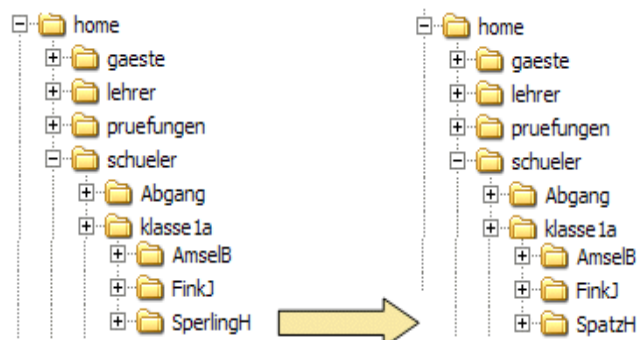 home
gaeste
lehrer
pruefungen
schueler
Abgang
klasse1a
AmselB
FinkJ
SperlingH
home
gaeste
lehrer
pruefungen
schueler
Abgang
klasse1a
AmselB
FinkJ
SpatzH